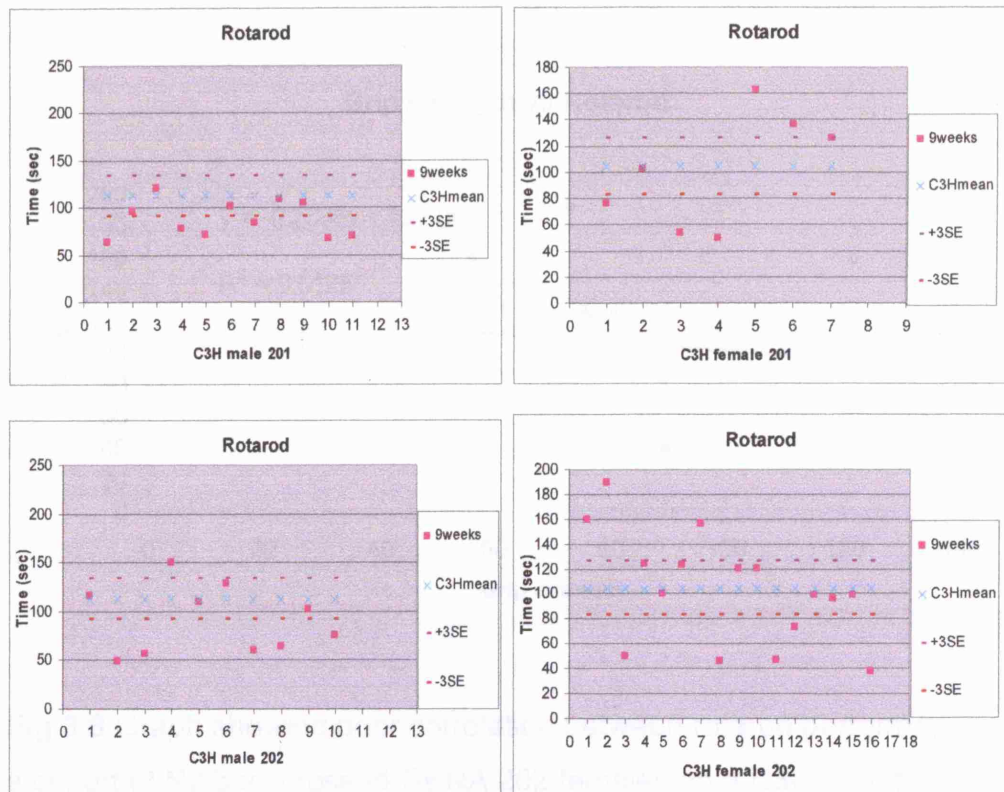 Rotarod
250
200
150
100
50
0
Time (sec)
0 1 2 3 4 5 6 7 8 9 10 11 12 13
C3H male 201
9weeks
C3Hmean
+3SE
-3SE
Rotarod
180
160
140
120
100
80
60
40
20
0
Time (sec)
0 1 2 3 4 5 6 7 8 9
C3H female 201
9weeks
C3Hmean
+3SE
-3SE
Rotarod
250
200
150
100
50
0
Time (sec)
0 1 2 3 4 5 6 7 8 9 10 11 12 13
C3H male 202
9weeks
C3Hmean
+3SE
-3SE
Rotarod
200
180
160
140
120
100
80
60
40
20
0
Time (sec)
0 1 2 3 4 5 6 7 8 9 10 11 12 13 14 15 16 17 18
C3H female 202
9weeks
C3Hmean
+3SE
-3SE